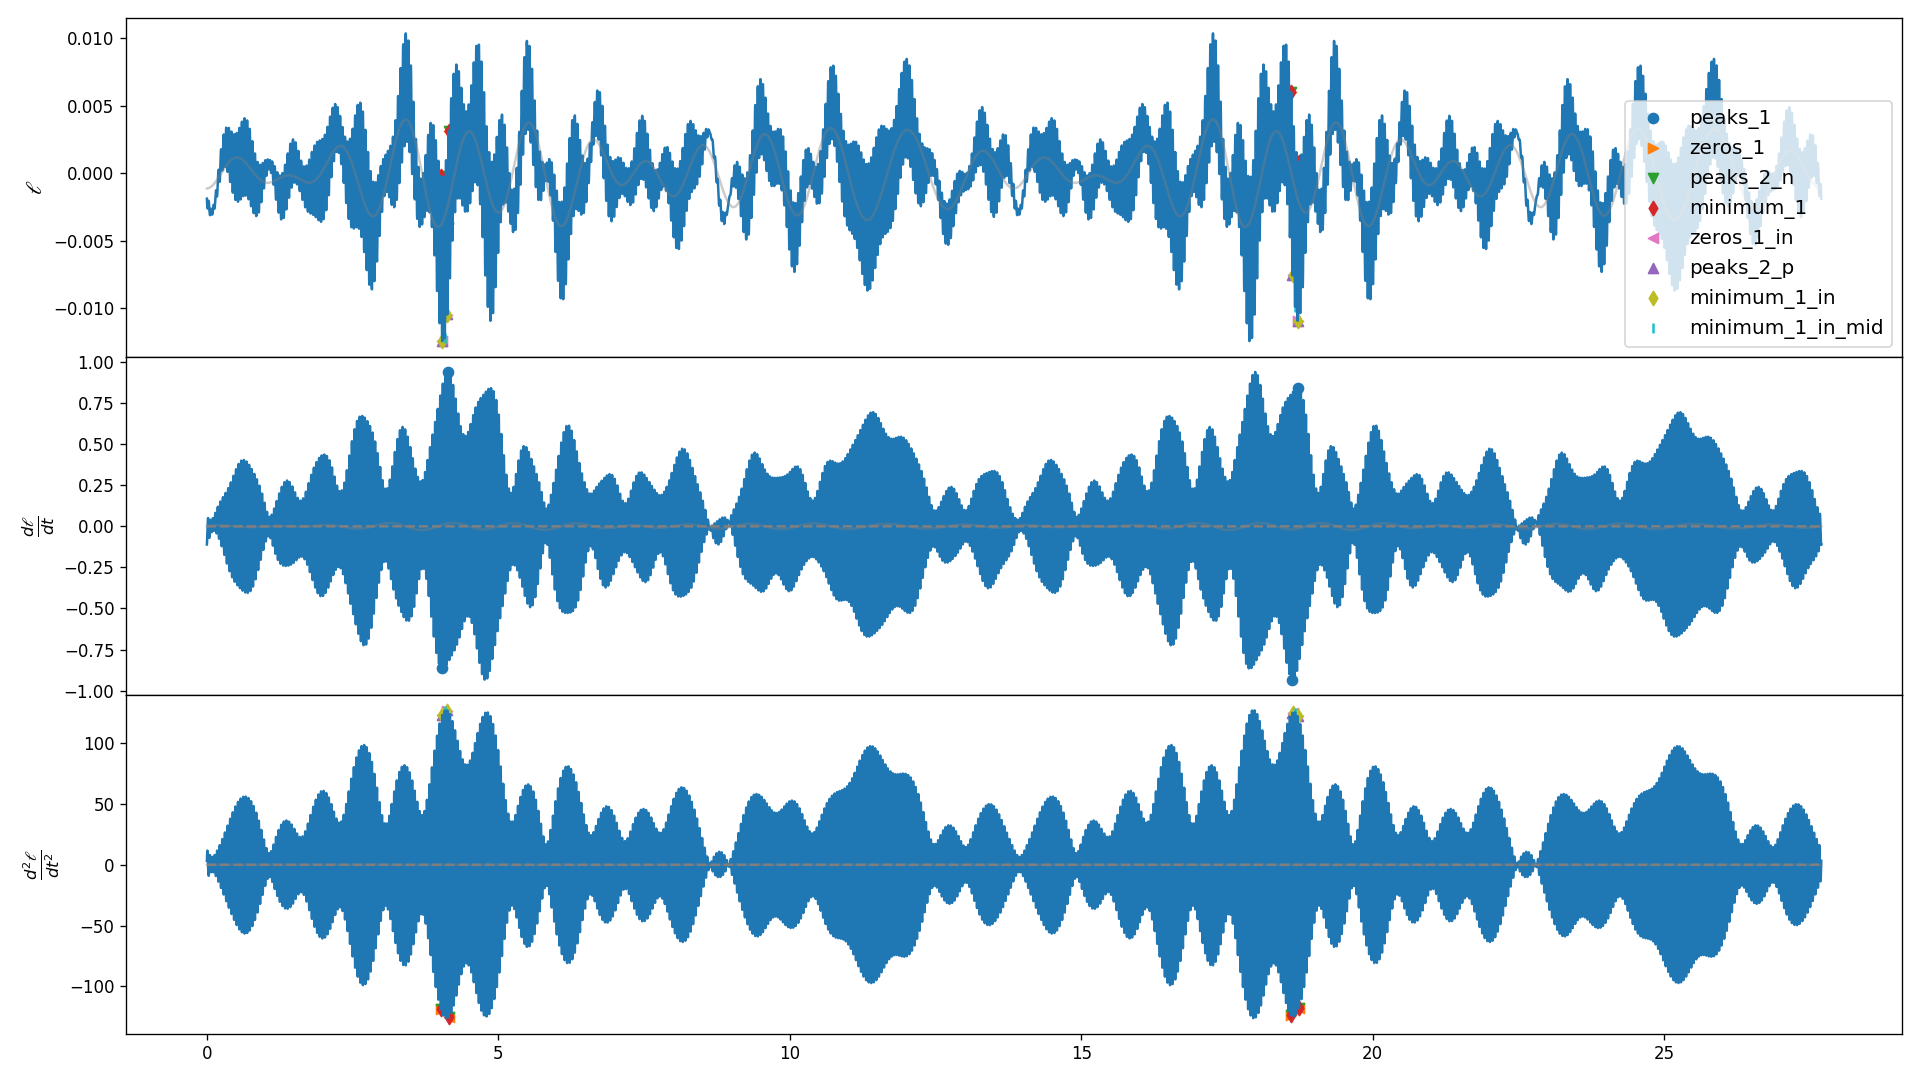 0.010
0.005
0.000
−0.005
−0.010
ℓ
peaks_1
zeros_1
peaks_2_n
minimum_1
zeros_1_in
peaks_2_p
minimum_1_in
minimum_1_in_mid
1.00
0.75
0.50
0.25
0.00
−0.25
−0.50
−0.75
−1.00
dℓ/dt
100
50
0
−50
−100
d²ℓ/dt²
0 5 10 15 20 25